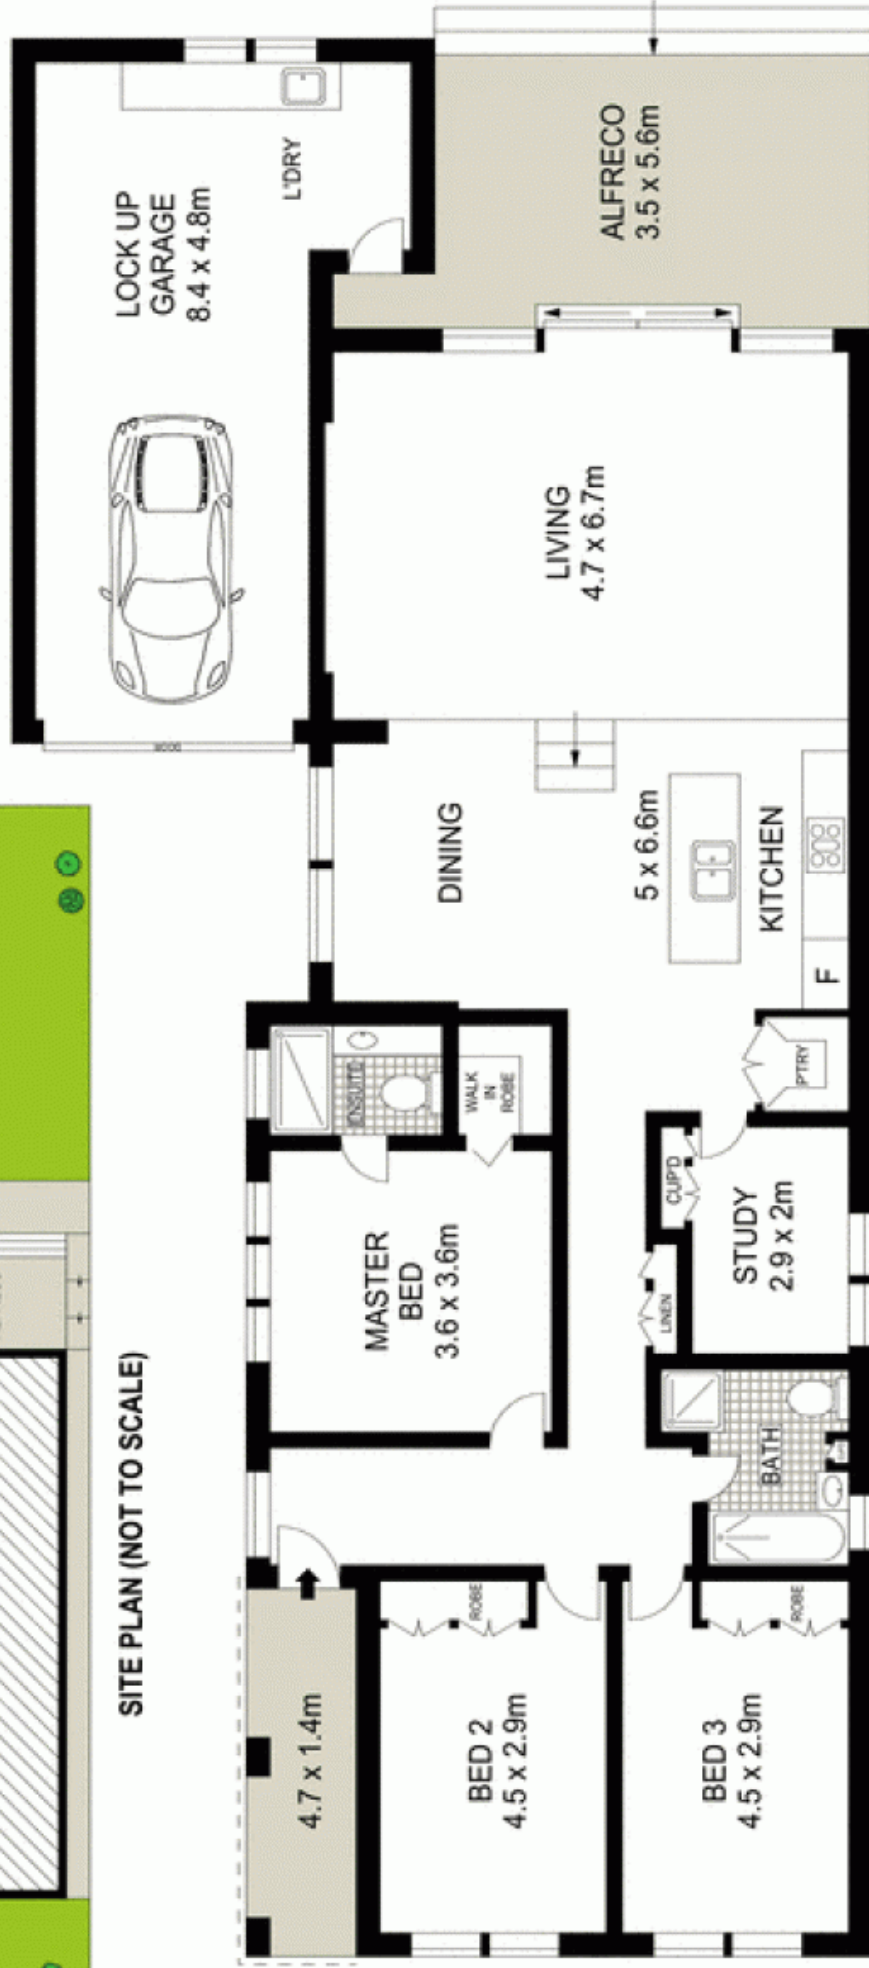 LOCK UP
GARAGE
8.4 x 4.8m
L'DRY
ALFRECO
3.5 x 5.6m
LIVING
4.7 x 6.7m
DINING
5 x 6.6m
KITCHEN
F
ENSUITE
WALK
IN
ROBE
P'TRY
CUP'D
STUDY
2.9 x 2m
LINEN
MASTER
BED
3.6 x 3.6m
BATH
SITE PLAN (NOT TO SCALE)
ROBE
ROBE
4.7 x 1.4m
BED 2
4.5 x 2.9m
BED 3
4.5 x 2.9m